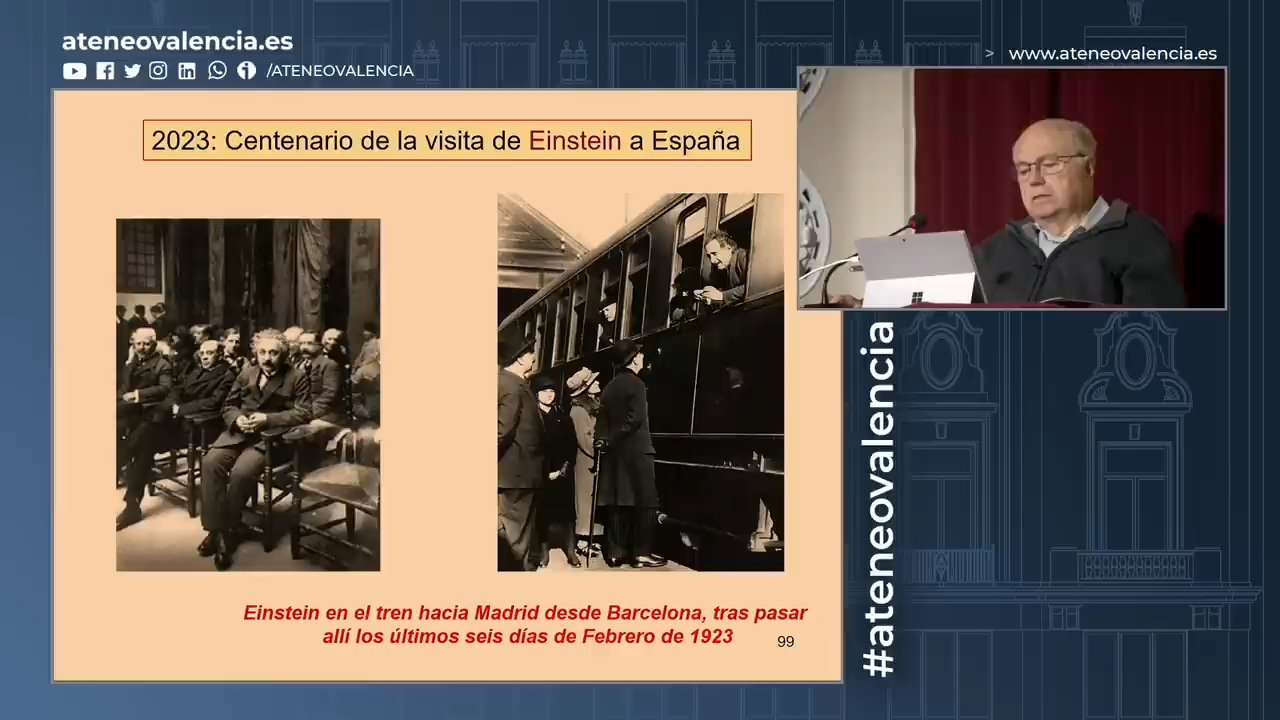 ateneovalencia.es
/ATENEOVALENCIA
> www.ateneovalencia.es
2023: Centenario de la visita de Einstein a España
Einstein en el tren hacia Madrid desde Barcelona, tras pasar
allí los últimos seis días de Febrero de 1923
99
#ateneovalencia